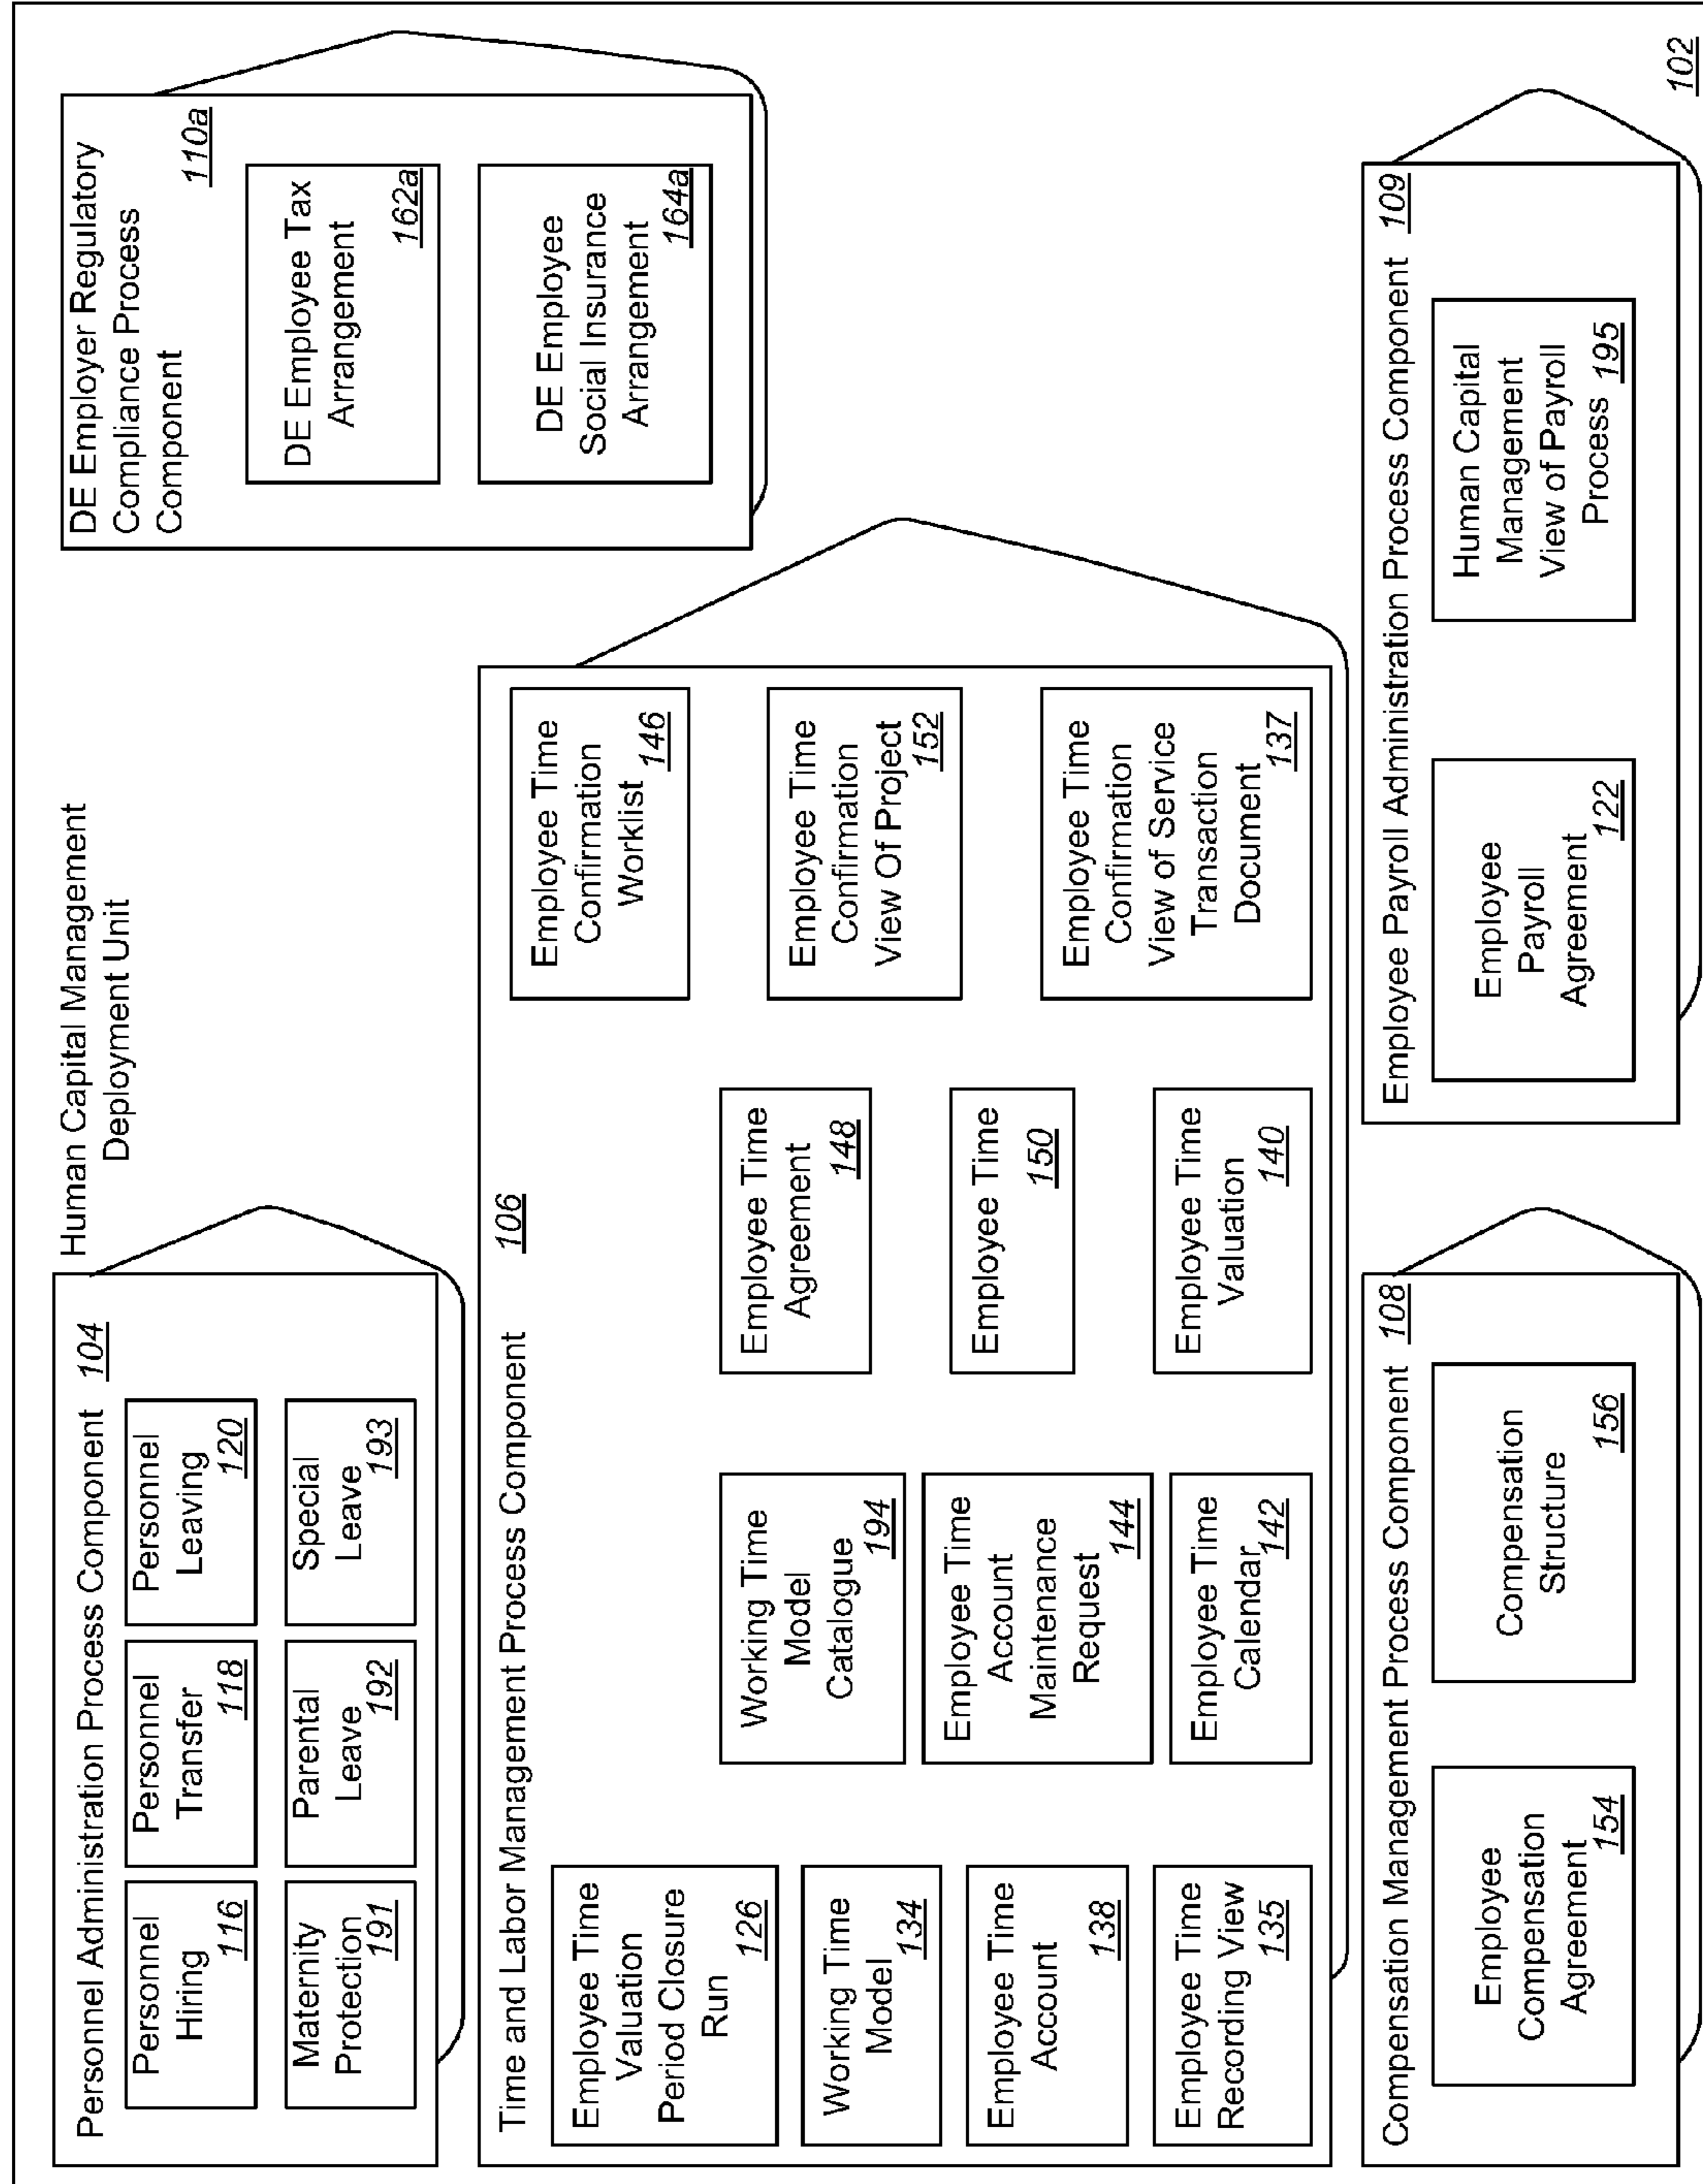 Human Capital Management
Deployment Unit
Personnel Administration Process Component 104
Personnel
Hiring
116
Personnel
Transfer
118
Personnel
Leaving
120
Maternity
Protection
191
Parental
Leave
192
Special
Leave
193
DE Employer Regulatory
Compliance Process
Component
110a
DE Employee Tax
Arrangement
162a
DE Employee
Social Insurance
Arrangement
164a
Time and Labor Management Process Component 106
Employee Time
Valuation
Period Closure
Run
126
Working Time
Model
134
Employee Time
Account
138
Employee Time
Recording View
135
Working Time
Model
Catalogue
194
Employee Time
Account
Maintenance
Request
144
Employee Time
Calendar
142
Employee Time
Agreement
148
Employee Time
150
Employee Time
Valuation
140
Employee Time
Confirmation
Worklist
146
Employee Time
Confirmation
View Of Project
152
Employee Time
Confirmation
View of Service
Transaction
Document
137
Compensation Management Process Component 108
Employee
Compensation
Agreement
154
Compensation
Structure
156
Employee Payroll Administration Process Component 109
Employee
Payroll
Agreement
122
Human Capital
Management
View of Payroll
Process 195
102